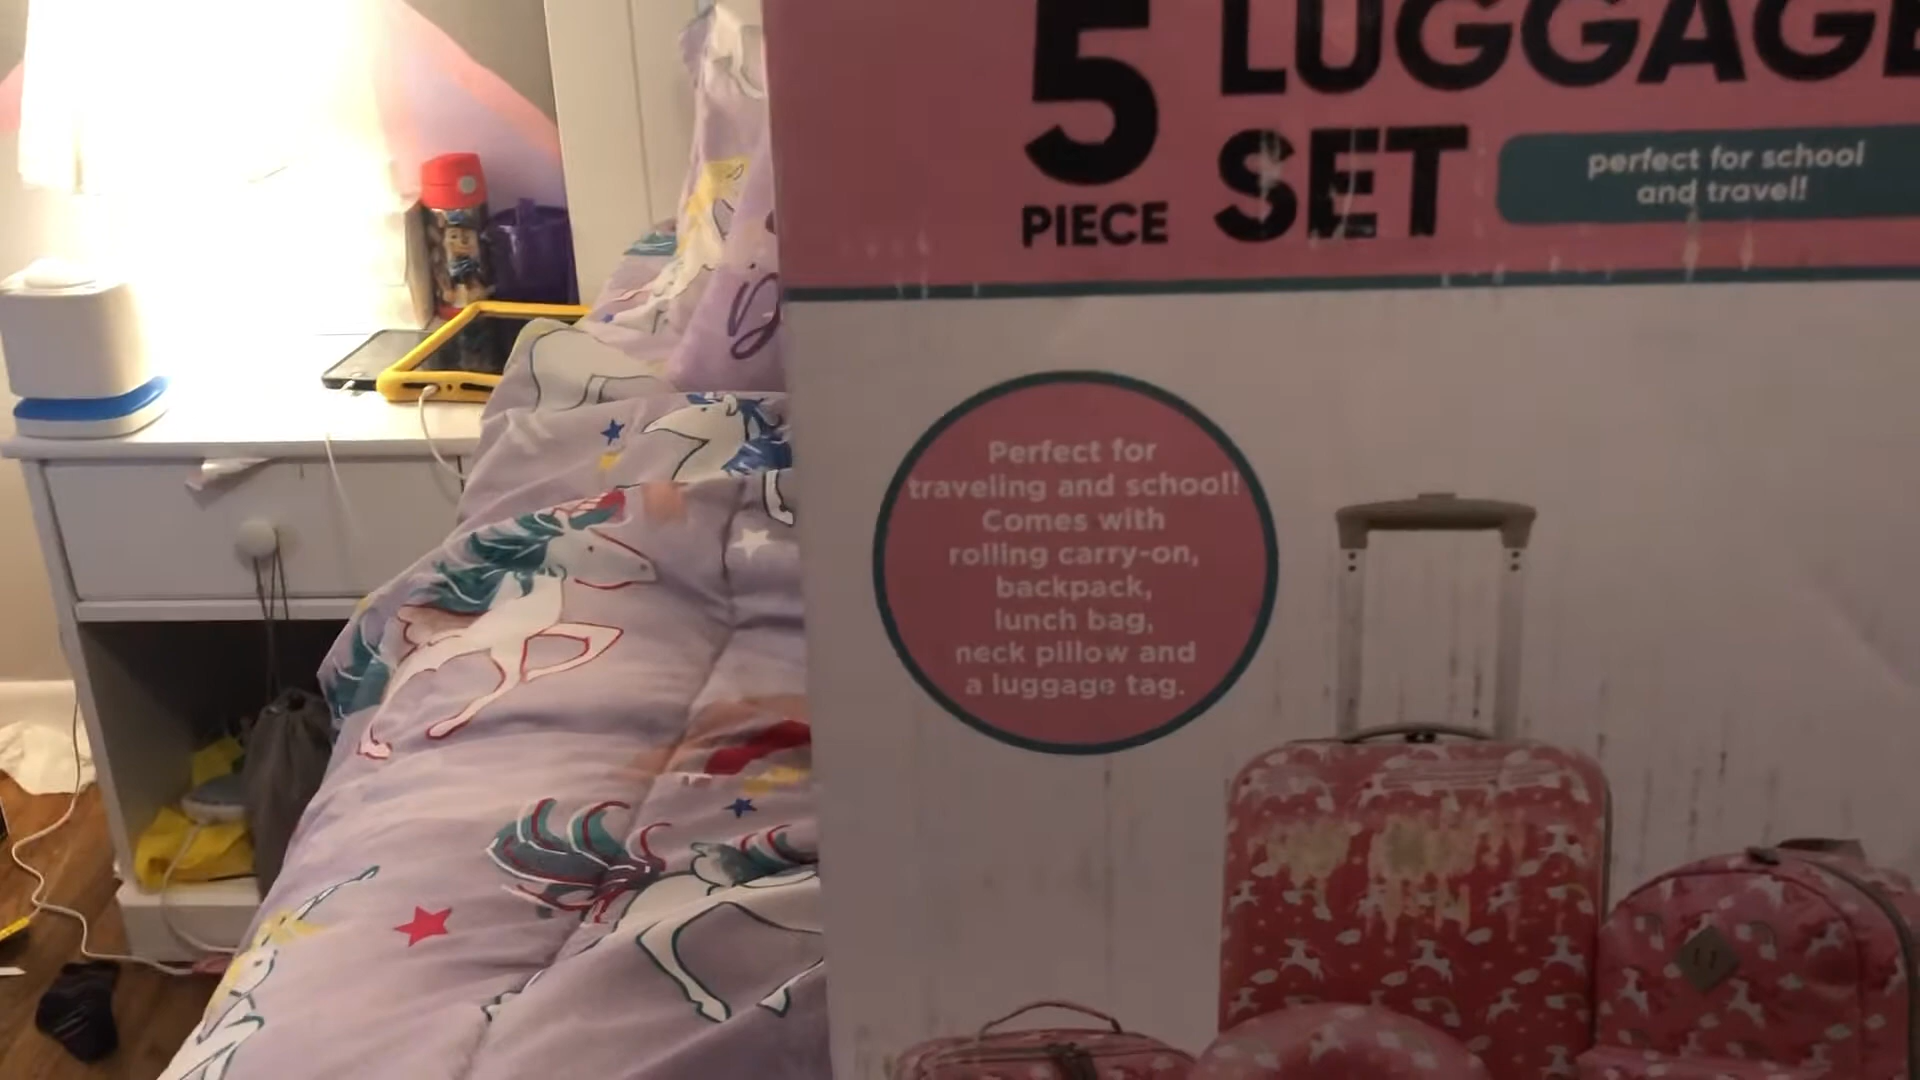 5 LUGGAGE
PIECE SET
perfect for school
and travel!
Perfect for
traveling and school!
Comes with
rolling carry-on,
backpack,
lunch bag,
neck pillow and
a luggage tag.